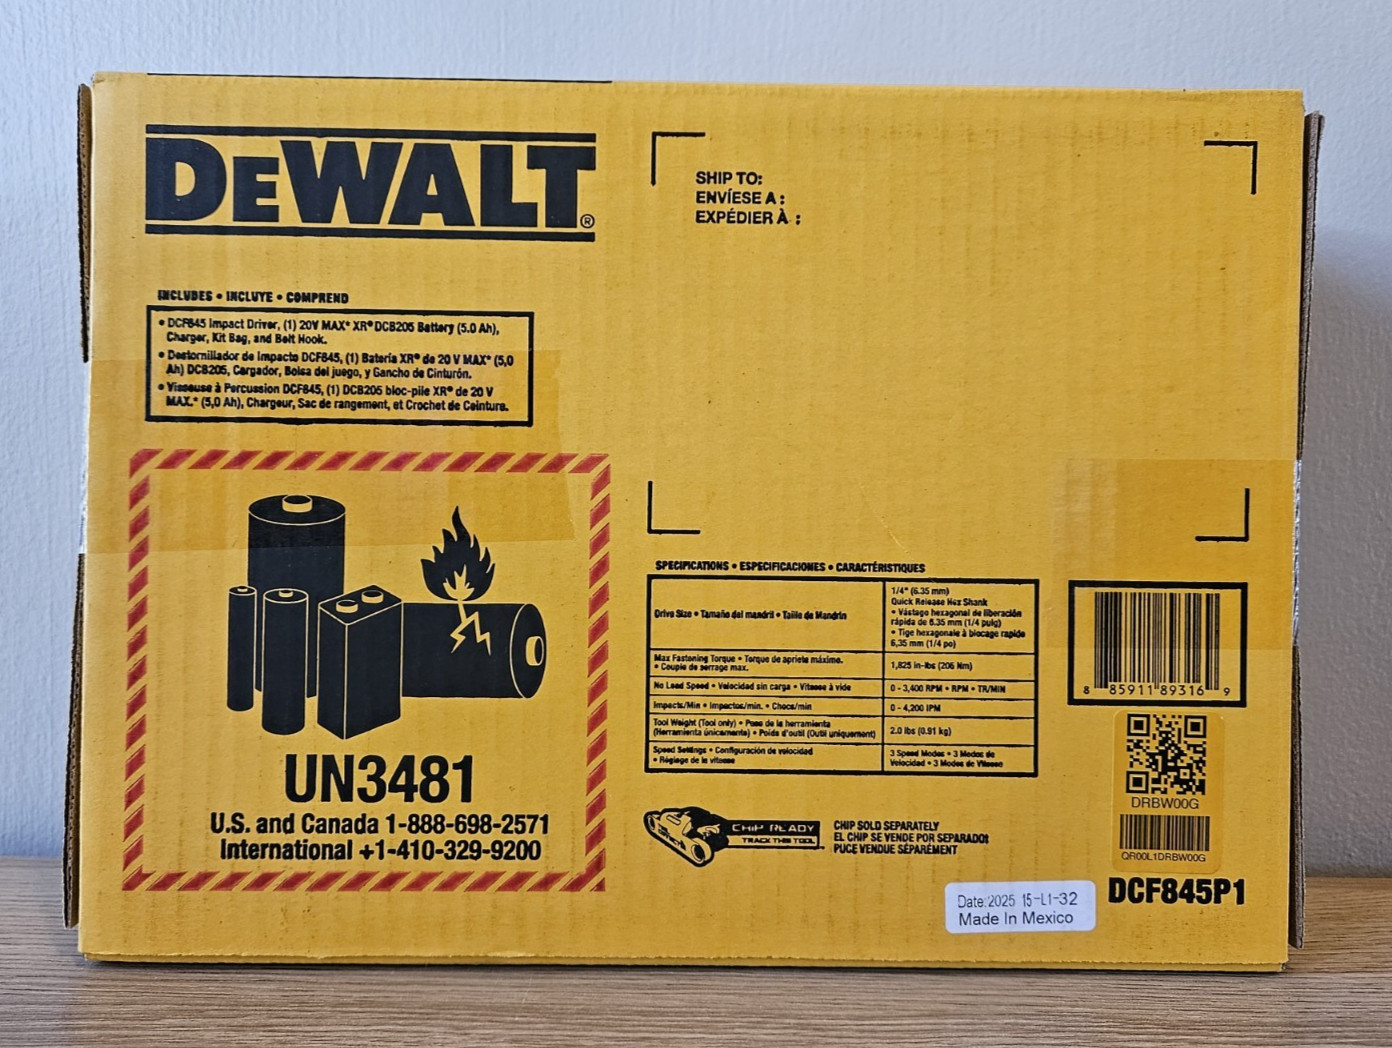 DEWALT®
SHIP TO:
ENVÍESE A :
EXPÉDIER À :
INCLUDES • INCLUYE • COMPREND
• DCF845 Impact Driver, (1) 20V MAX* XR® DCB205 Battery (5.0 Ah),
Charger, Kit Bag, and Belt Hook.
• Destornillador de Impacto DCF845, (1) Batería XR® de 20 V MAX* (5,0
Ah) DCB205, Cargador, Bolsa del juego, y Gancho de Cinturón.
• Visseuse à Percussion DCF845, (1) DCB205 bloc-pile XR® de 20 V
MAX.* (5,0 Ah), Chargeur, Sac de rangement, et Crochet de Ceinture.
UN3481
U.S. and Canada 1-888-698-2571
International +1-410-329-9200
SPECIFICATIONS • ESPECIFICACIONES • CARACTÉRISTIQUES
Drive Size • Tamaño del mandril • Taille de Mandrin
1/4" (6.35 mm)
Quick Release Hex Shank
• Vástago hexagonal de liberación
rápida de 6.35 mm (1/4 pulg)
• Tige hexagonale à blocage rapide
6,35 mm (1/4 po)
Max Fastening Torque • Torque de apriete máximo.
• Couple de serrage max.
1,825 in-lbs (206 Nm)
No Load Speed • Velocidad sin carga • Vitesse à vide
0 - 3,400 RPM • RPM • TR/MIN
Impacts/Min • Impactos/min. • Chocs/min
0 - 4,200 IPM
Tool Weight (Tool only) • Peso de la herramienta
(Herramienta únicamente) • Poids d'outil (Outil uniquement)
2.0 lbs (0.91 kg)
Speed Settings • Configuración de velocidad
• Réglage de la vitesse
3 Speed Modes • 3 Modos de
Velocidad • 3 Modes de Vitesse
8 85911 89316 9
DRBW00G
QR00L1DRBW00G
DCF845P1
CHIP READY
TRACK THIS TOOL
CHIP SOLD SEPARATELY
EL CHIP SE VENDE POR SEPARADO
PUCE VENDUE SÉPARÉMENT
Date:2025 15-L1-32
Made In Mexico